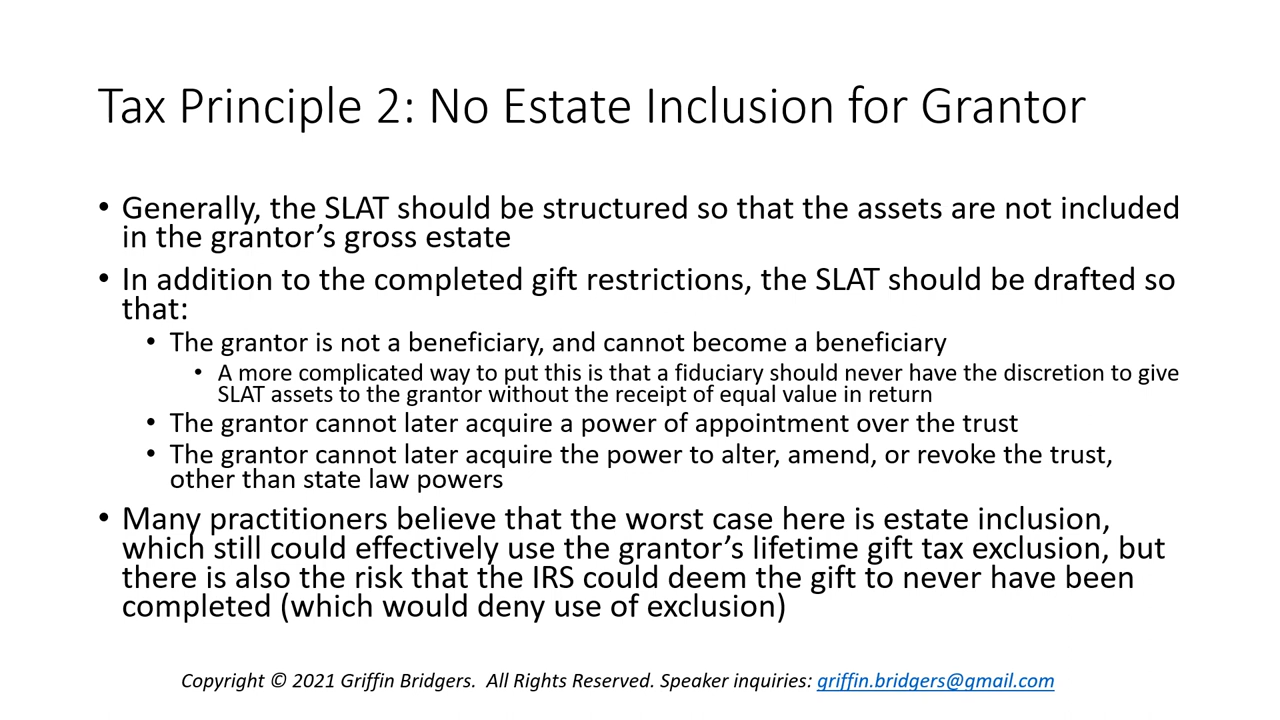 Tax Principle 2: No Estate Inclusion for Grantor
• Generally, the SLAT should be structured so that the assets are not included
in the grantor’s gross estate
• In addition to the completed gift restrictions, the SLAT should be drafted so
that:
• The grantor is not a beneficiary, and cannot become a beneficiary
• A more complicated way to put this is that a fiduciary should never have the discretion to give
SLAT assets to the grantor without the receipt of equal value in return
• The grantor cannot later acquire a power of appointment over the trust
• The grantor cannot later acquire the power to alter, amend, or revoke the trust,
other than state law powers
• Many practitioners believe that the worst case here is estate inclusion,
which still could effectively use the grantor’s lifetime gift tax exclusion, but
there is also the risk that the IRS could deem the gift to never have been
completed (which would deny use of exclusion)
Copyright © 2021 Griffin Bridgers.  All Rights Reserved. Speaker inquiries: griffin.bridgers@gmail.com